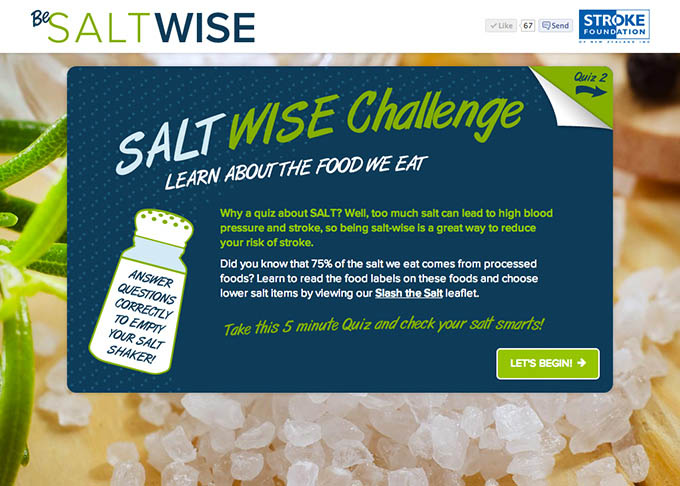 Be SALTWISE
Like 67 Send
STROKE
FOUNDATION
OF NEW ZEALAND INC
Quiz 2
SALT WISE Challenge
LEARN ABOUT THE FOOD WE EAT
Why a quiz about SALT? Well, too much salt can lead to high blood
pressure and stroke, so being salt-wise is a great way to reduce
your risk of stroke.
Did you know that 75% of the salt we eat comes from processed
foods? Learn to read the food labels on these foods and choose
lower salt items by viewing our Slash the Salt leaflet.
ANSWER
QUESTIONS
CORRECTLY
TO EMPTY
YOUR SALT
SHAKER!
Take this 5 minute Quiz and check your salt smarts!
LET'S BEGIN!